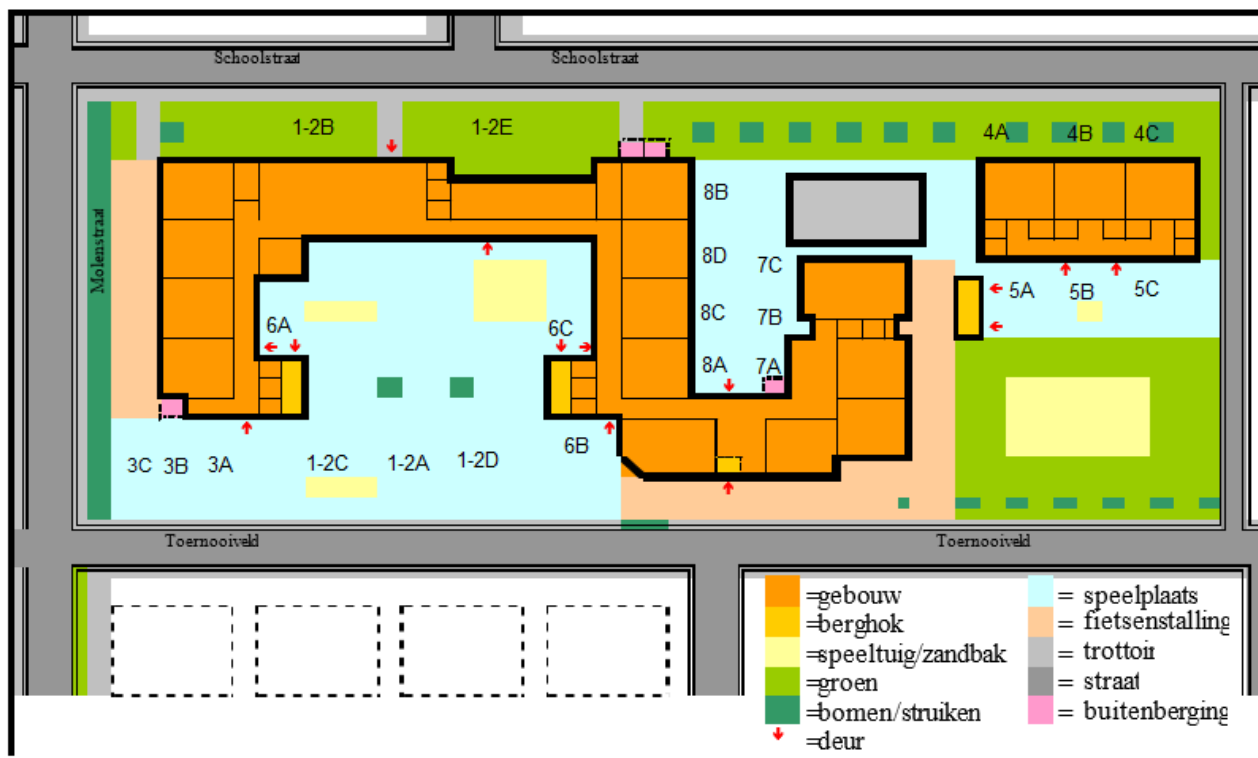 Schoolstraat Schoolstraat
1-2B 1-2E 4A 4B 4C
8B
Molenstraat
8D 7C
5A 5B 5C
8C 7B
6A 6C
8A 7A
6B
3C 3B 3A 1-2C 1-2A 1-2D
Toernooiveld Toernooiveld
=gebouw = speelplaats
=berghok = fietsenstalling
=speeltuig/zandbak = trottoir
=groen = straat
=bomen/struiken = buitenberging
=deur